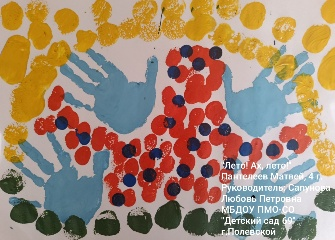 "Лето! Ах, лето!"
Пантелеев Матвей, 4 г.
Руководитель, Сапунова
Любовь Петровна
МБДОУ ПМО СО
"Детский сад 69"
г.Полевской